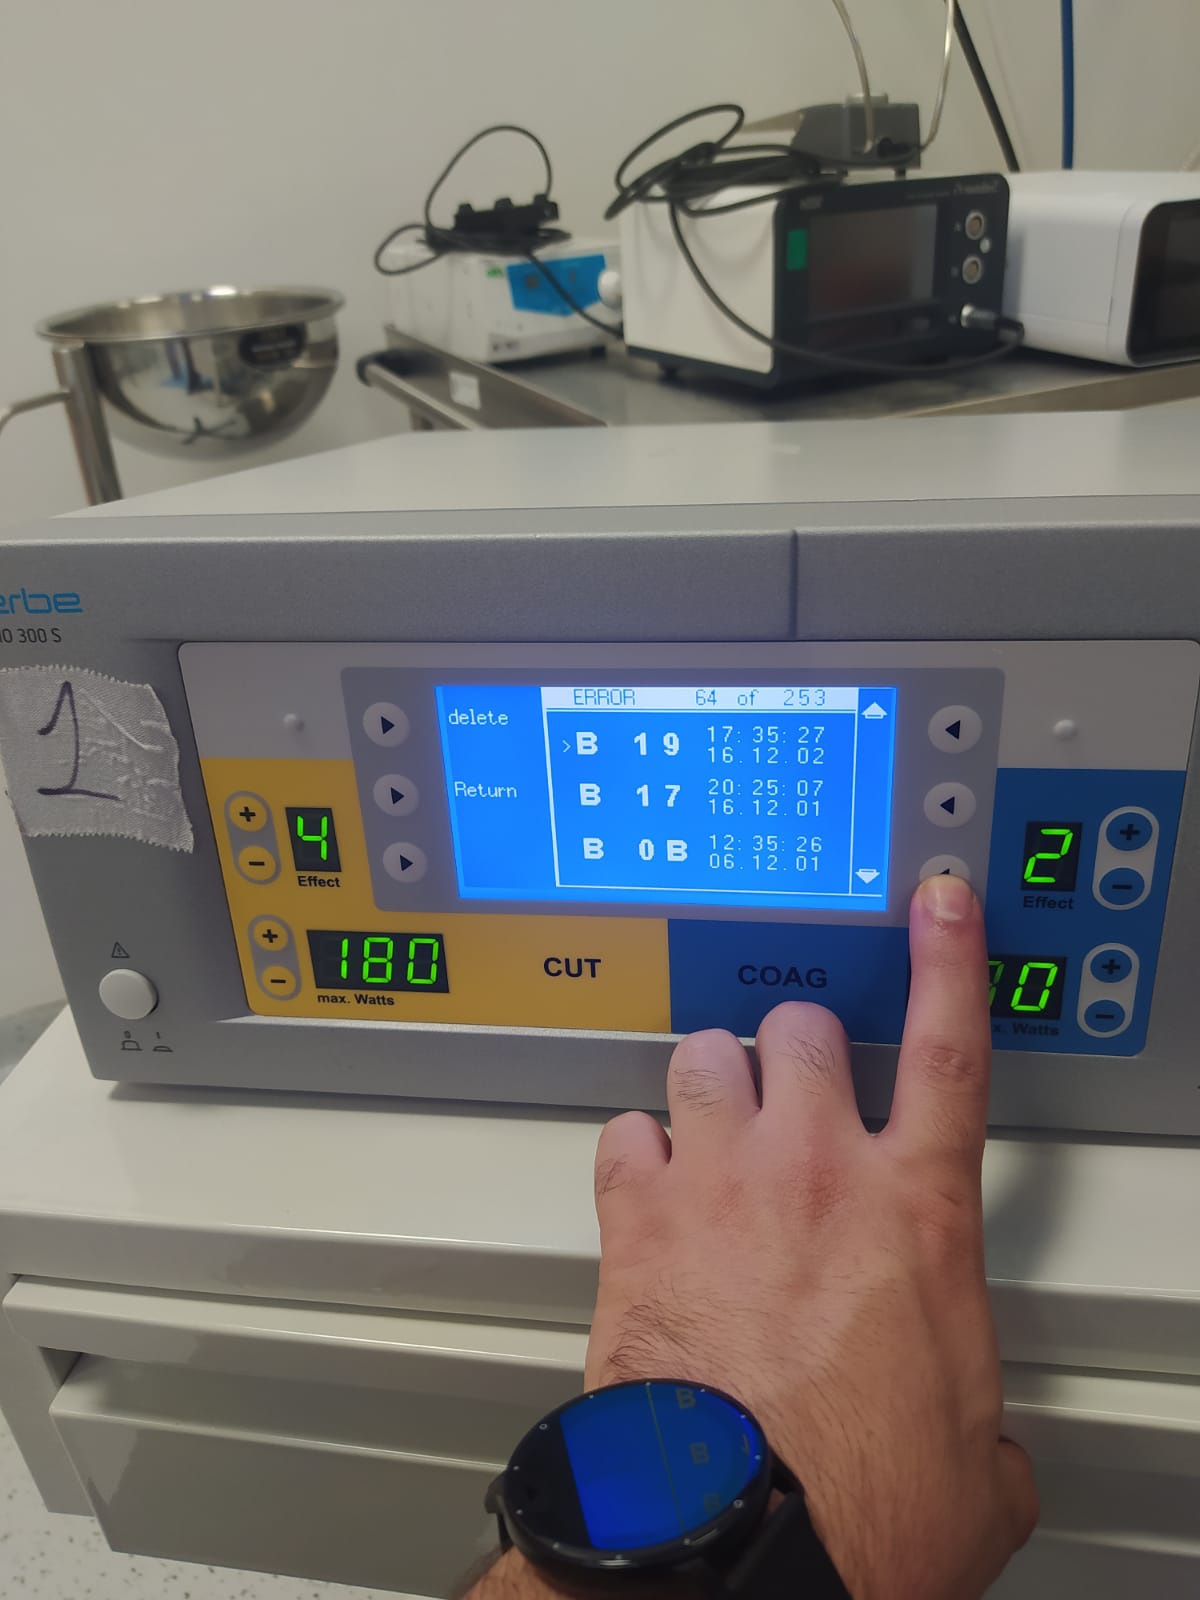 erbe
IO 300 S
1
ERROR 64 of 253
delete
>B 19 17:35:27
16.12.02
Return
B 17 20:25:07
16.12.01
B 0B 12:35:26
06.12.01
+
−
4
Effect
+
−
180
max. Watts
CUT
COAG
2
Effect
+
−
0
x. Watts
+
−
B
B
B